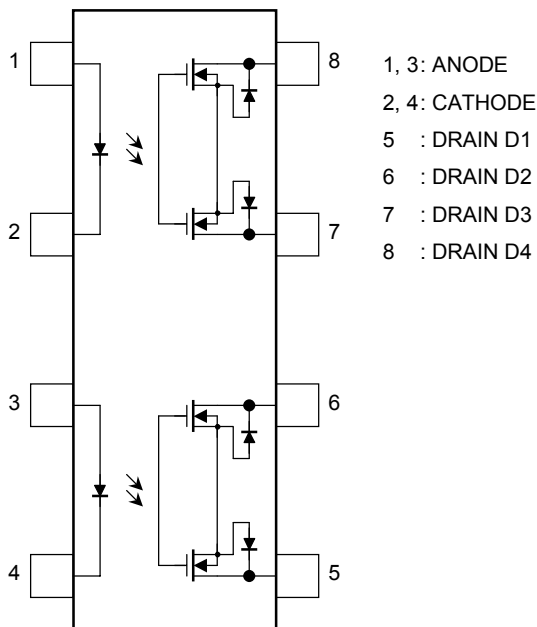 1
2
3
4
8
7
6
5
1, 3: ANODE
2, 4: CATHODE
5 : DRAIN D1
6 : DRAIN D2
7 : DRAIN D3
8 : DRAIN D4